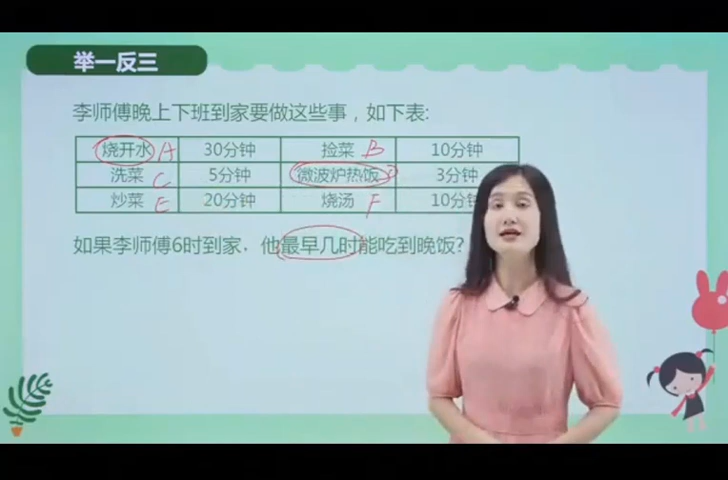 举一反三
李师傅晚上下班到家要做这些事，如下表:
烧开水 A 30分钟 捡菜 B 10分钟
洗菜 C 5分钟 微波炉热饭 D 3分钟
炒菜 E 20分钟 烧汤 F 10分钟
如果李师傅6时到家，他最早几时能吃到晚饭?